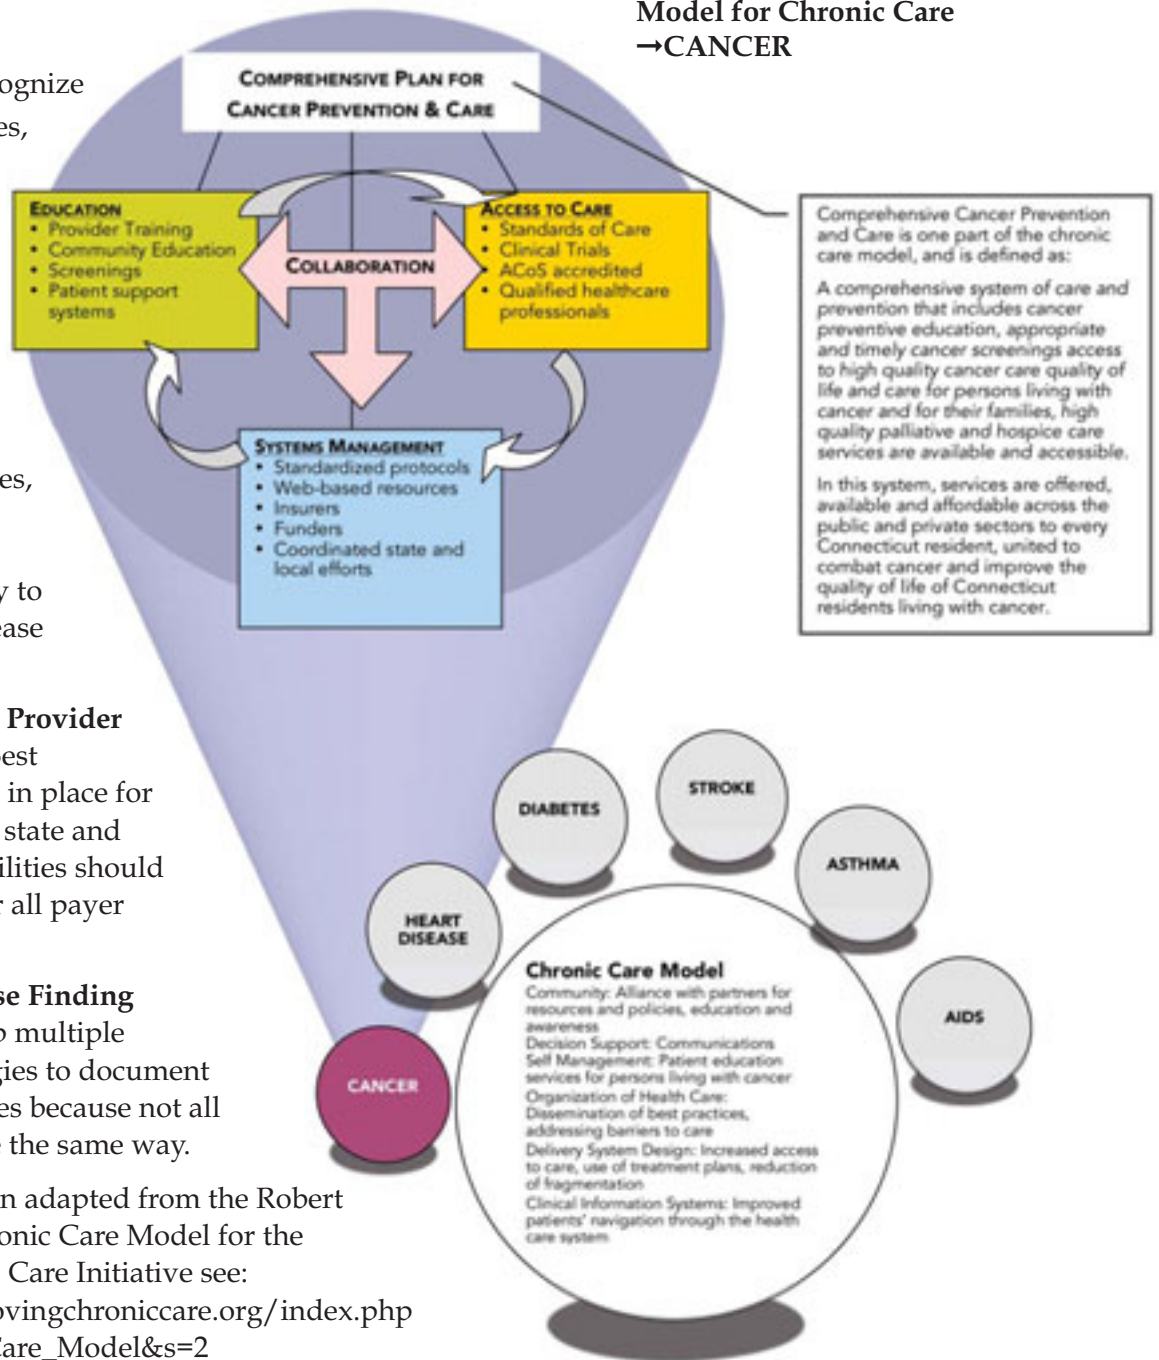 Model for Chronic Care
→CANCER
ognize
es,
es,
y to
ease
Provider
best
in place for
state and
ilities should
r all payer
se Finding
p multiple
gies to document
es because not all
e the same way.
n adapted from the Robert
onic Care Model for the
Care Initiative see:
ovingchroniccare.org/index.php
Care_Model&s=2
COMPREHENSIVE PLAN FOR
CANCER PREVENTION & CARE
EDUCATION
• Provider Training
• Community Education
• Screenings
• Patient support
systems
COLLABORATION
ACCESS TO CARE
• Standards of Care
• Clinical Trials
• ACoS accredited
• Qualified healthcare
professionals
SYSTEMS MANAGEMENT
• Standardized protocols
• Web-based resources
• Insurers
• Funders
• Coordinated state and
local efforts
Comprehensive Cancer Prevention
and Care is one part of the chronic
care model, and is defined as:
A comprehensive system of care and
prevention that includes cancer
preventive education, appropriate
and timely cancer screenings access
to high quality cancer care quality of
life and care for persons living with
cancer and for their families, high
quality palliative and hospice care
services are available and accessible.
In this system, services are offered,
available and affordable across the
public and private sectors to every
Connecticut resident, united to
combat cancer and improve the
quality of life of Connecticut
residents living with cancer.
CANCER
HEART
DISEASE
DIABETES
STROKE
ASTHMA
AIDS
Chronic Care Model
Community: Alliance with partners for
resources and policies, education and
awareness
Decision Support: Communications
Self Management: Patient education
services for persons living with cancer
Organization of Health Care:
Dissemination of best practices,
addressing barriers to care
Delivery System Design: Increased access
to care, use of treatment plans, reduction
of fragmentation
Clinical Information Systems: Improved
patients' navigation through the health
care system